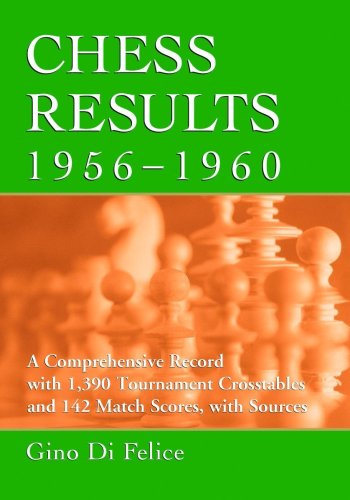 CHESS
RESULTS
1956–1960
A Comprehensive Record
with 1,390 Tournament Crosstables
and 142 Match Scores, with Sources
Gino Di Felice